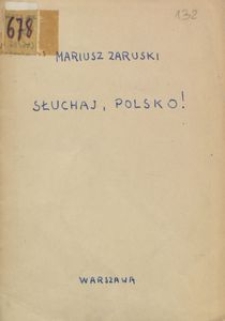 678
132
MARIUSZ ZARUSKI
SŁUCHAJ, POLSKO!
WARSZAWA